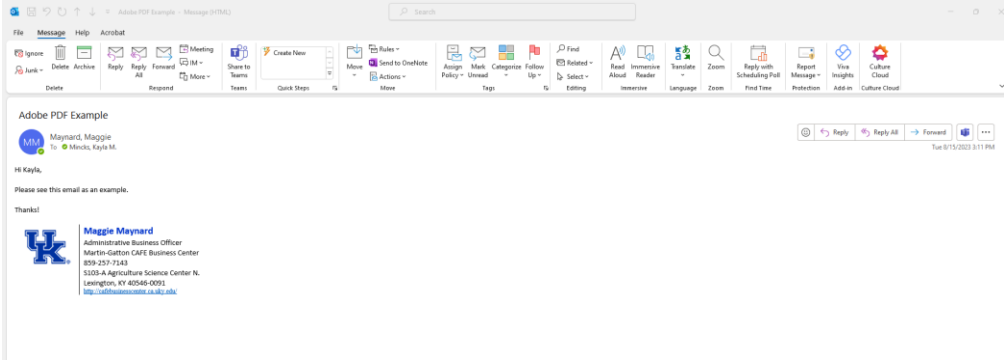 Adobe PDF Example - Message (HTML)
Search
File Message Help Acrobat
Ignore
Junk
Delete Archive
Reply Reply All Forward
Meeting
IM
More
Share to Teams
Create New
Move
Rules
Send to OneNote
Actions
Assign Policy Mark Unread Categorize Follow Up
Find
Related
Select
Read Aloud Immersive Reader
Translate
Zoom
Reply with Scheduling Poll
Report Message
Viva Insights
Culture Cloud
Delete Respond Teams Quick Steps Move Tags Editing Immersive Language Zoom Find Time Protection Add-in Culture Cloud
Adobe PDF Example
MM
Maynard, Maggie
To Mincks, Kayla M.
Reply Reply All Forward
Tue 8/15/2023 3:11 PM
Hi Kayla,
Please see this email as an example.
Thanks!
UK
Maggie Maynard
Administrative Business Officer
Martin-Gatton CAFE Business Center
859-257-7143
S103-A Agriculture Science Center N.
Lexington, KY 40546-0091